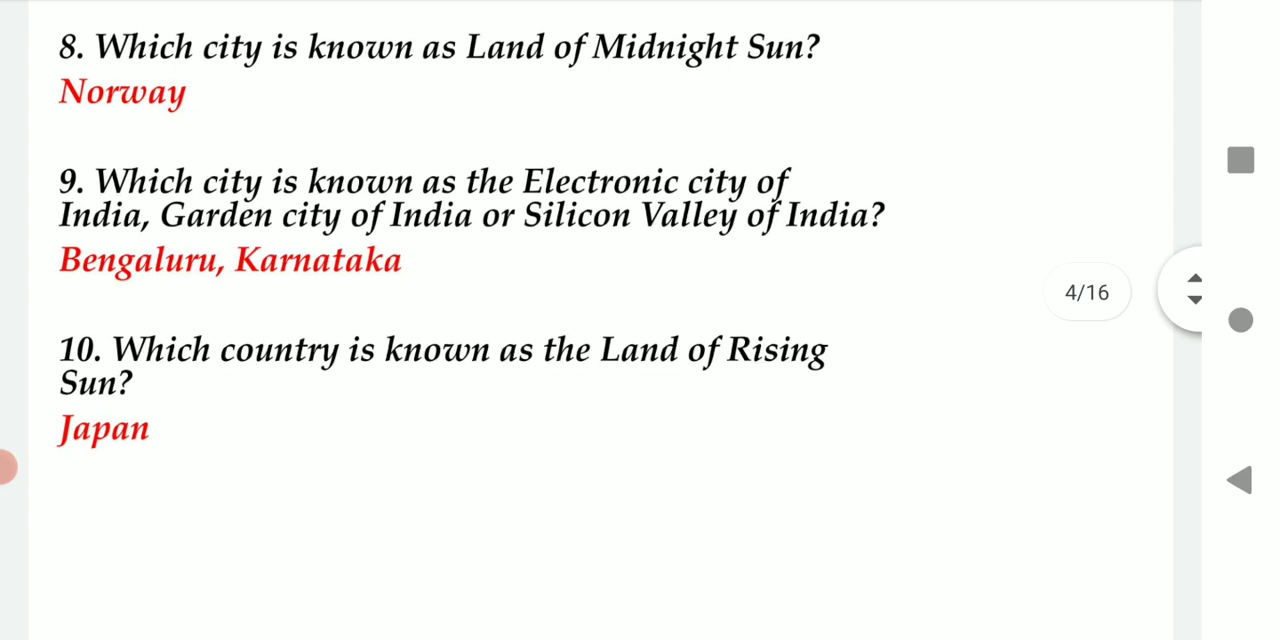 8. Which city is known as Land of Midnight Sun?
Norway
9. Which city is known as the Electronic city of
India, Garden city of India or Silicon Valley of India?
Bengaluru, Karnataka
4/16
10. Which country is known as the Land of Rising
Sun?
Japan